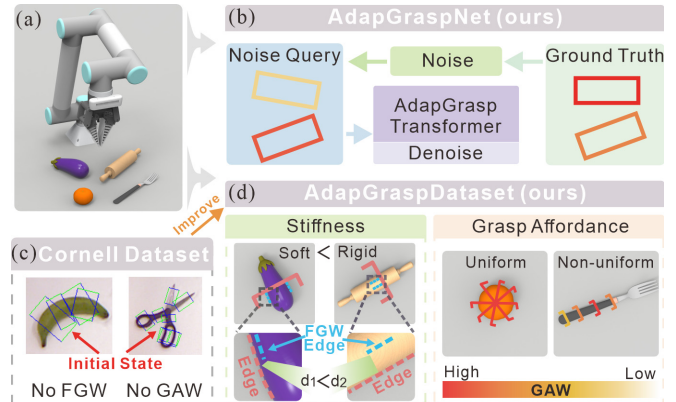 (a)
(b)
AdapGraspNet (ours)
Noise Query
Noise
Ground Truth
AdapGrasp
Transformer
Denoise
Improve
(c)
Cornell Dataset
Initial State
No FGW
No GAW
(d)
AdapGraspDataset (ours)
Stiffness
Soft < Rigid
FGW
Edge
Edge
Edge
d1<d2
Grasp Affordance
Uniform
Non-uniform
High
Low
GAW